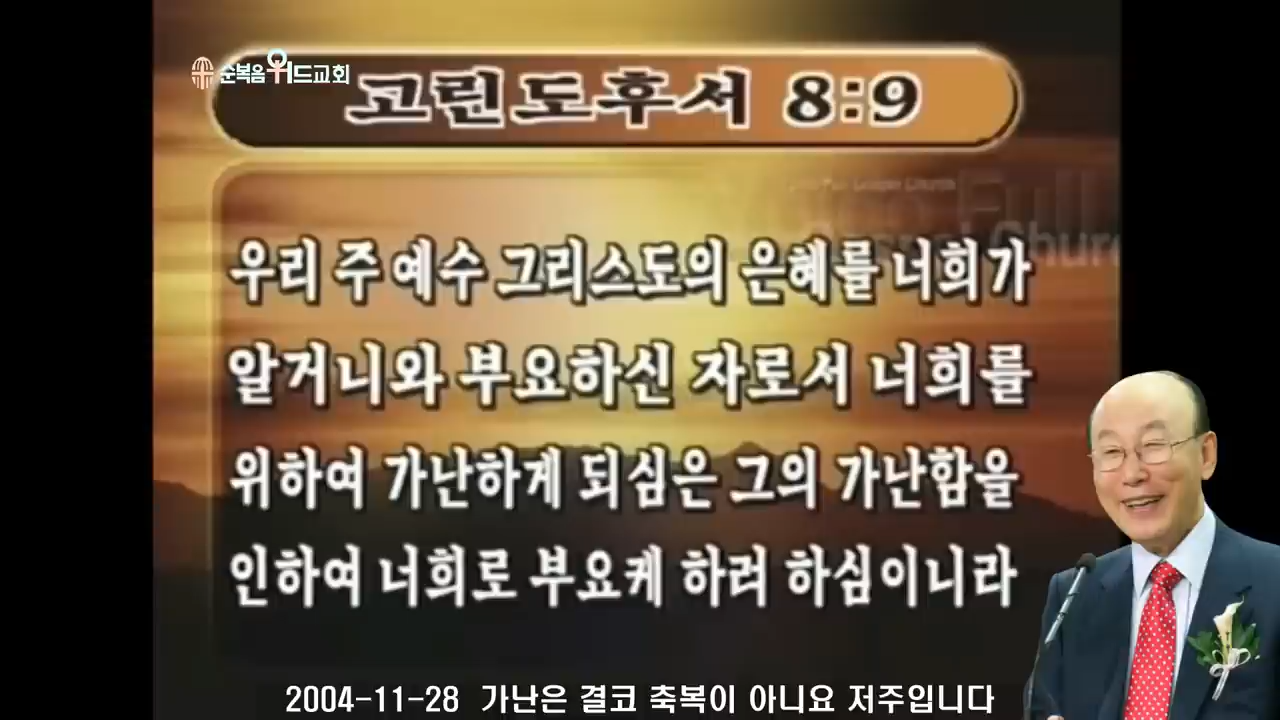 순복음위드교회
고린도후서 8:9
우리 주 예수 그리스도의 은혜를 너희가
알거니와 부요하신 자로서 너희를
위하여 가난하게 되심은 그의 가난함을
인하여 너희로 부요케 하려 하심이니라
2004-11-28 가난은 결코 축복이 아니요 저주입니다